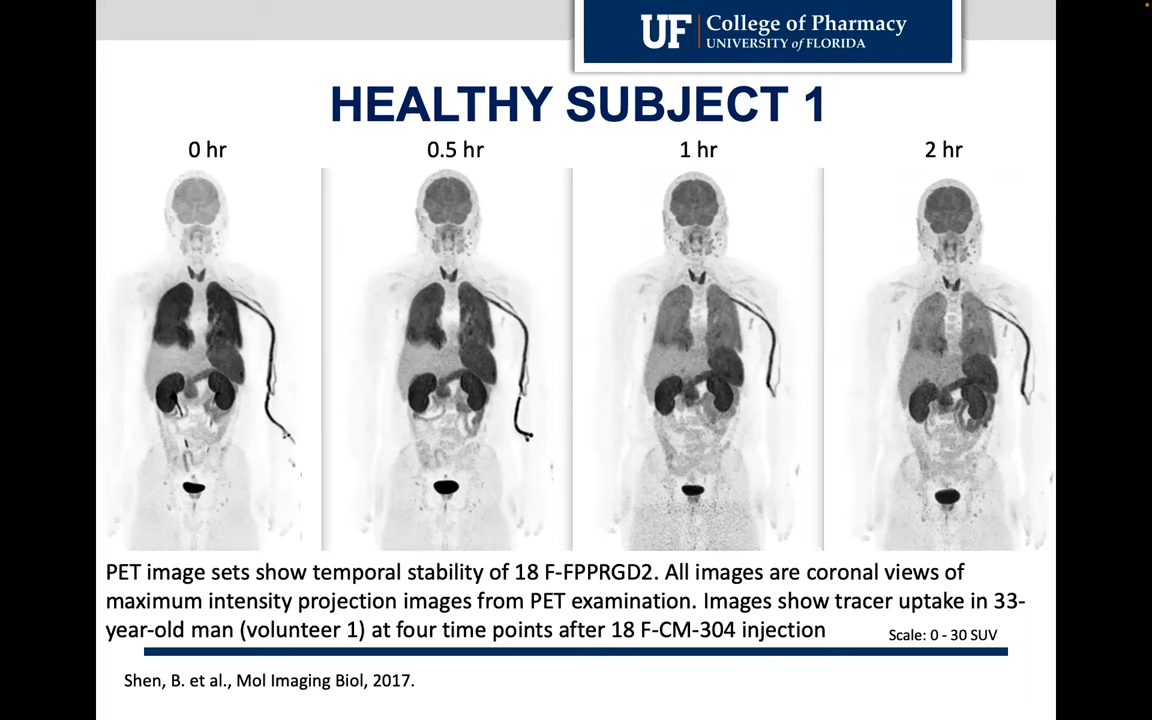 UF College of Pharmacy
UNIVERSITY of FLORIDA
HEALTHY SUBJECT 1
0 hr
0.5 hr
1 hr
2 hr
PET image sets show temporal stability of 18 F-FPPRGD2. All images are coronal views of
maximum intensity projection images from PET examination. Images show tracer uptake in 33-
year-old man (volunteer 1) at four time points after 18 F-CM-304 injection
Scale: 0 - 30 SUV
Shen, B. et al., Mol Imaging Biol, 2017.